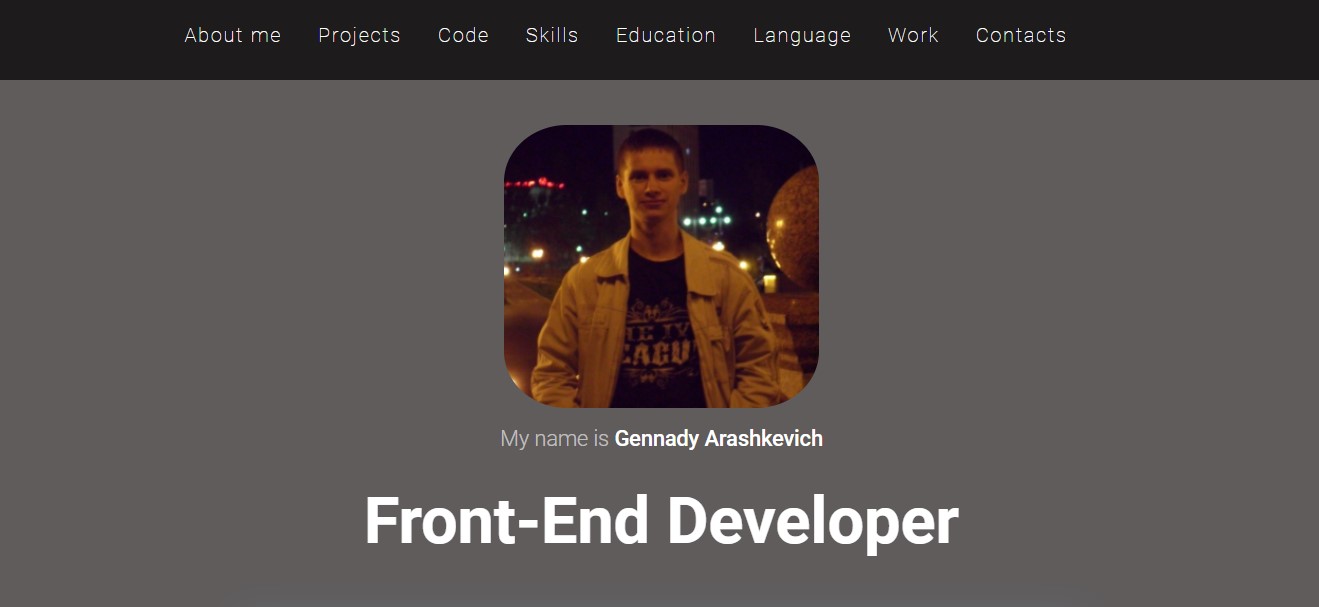 About me Projects Code Skills Education Language Work Contacts
My name is Gennady Arashkevich
Front-End Developer